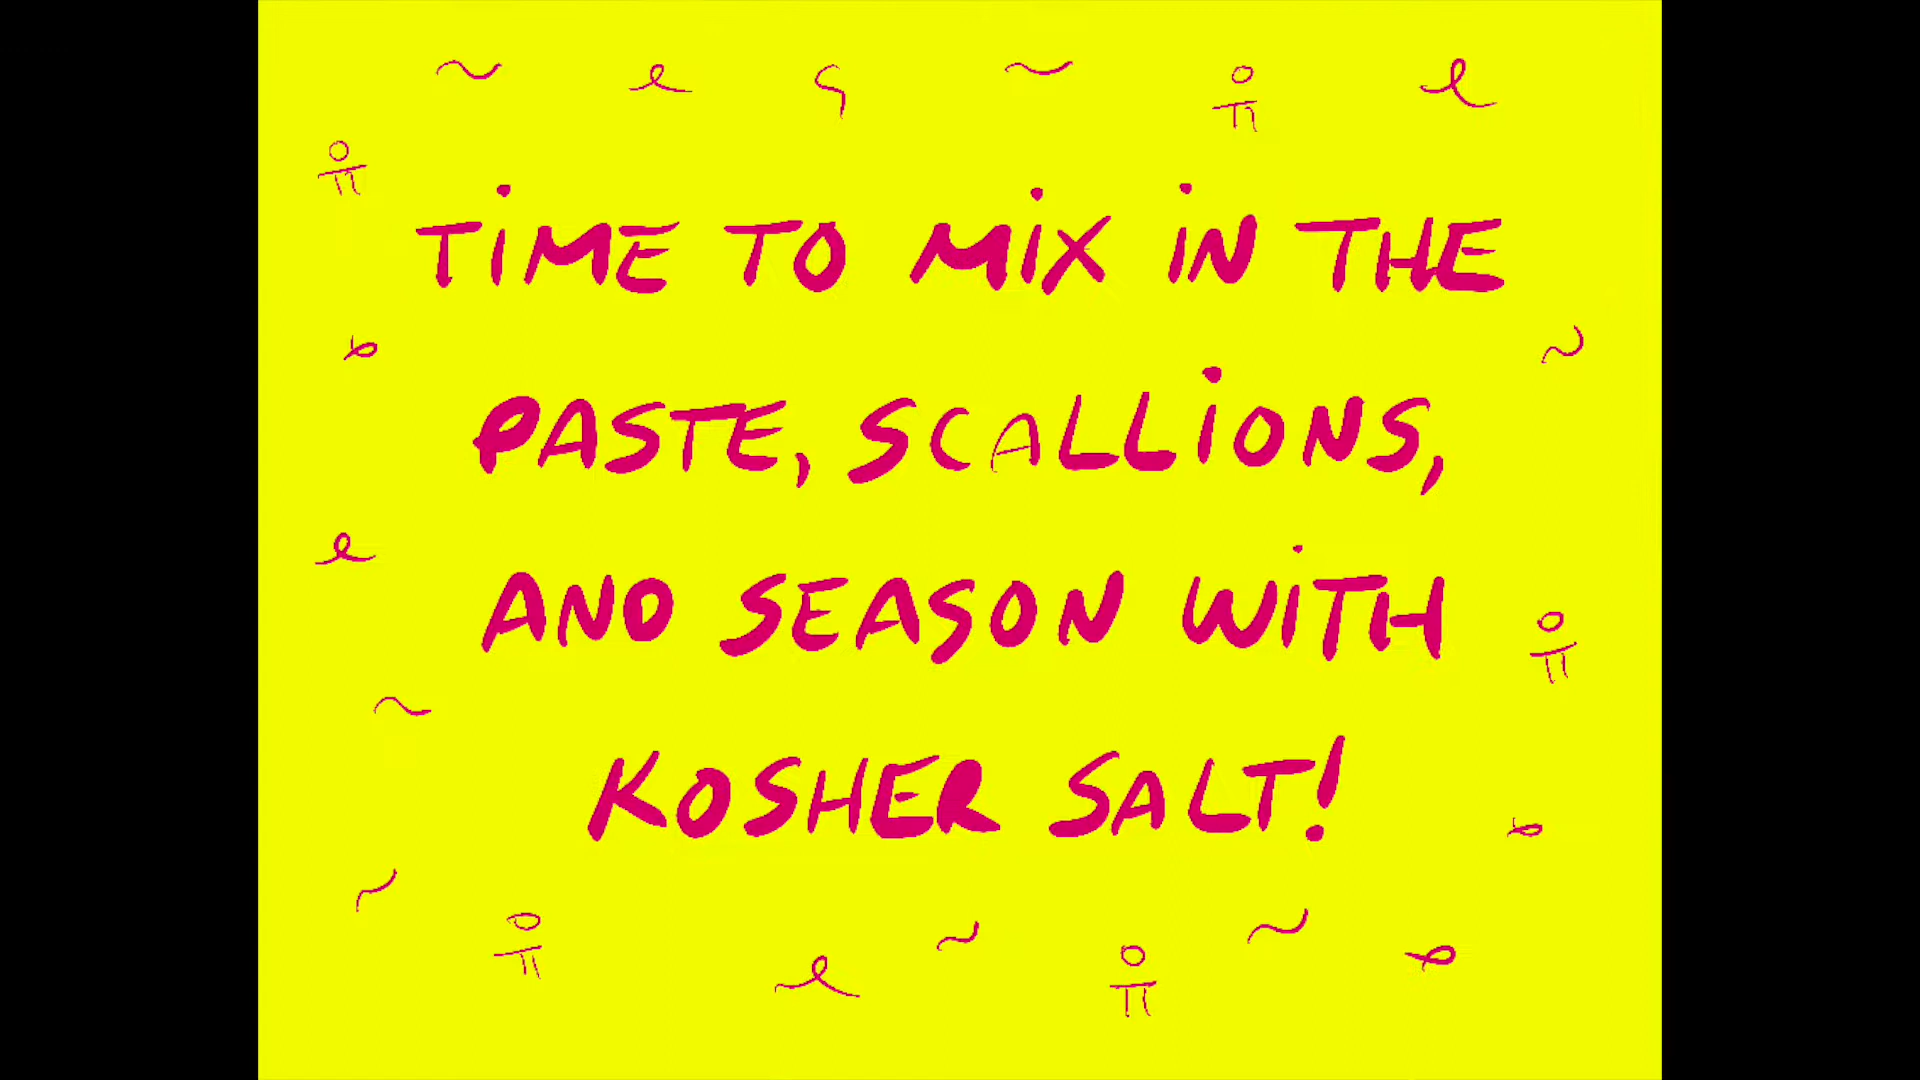 TiME TO MiX iN THE
PASTE, SCALLiONS,
AND SEASON WiTH
KOSHER SALT!